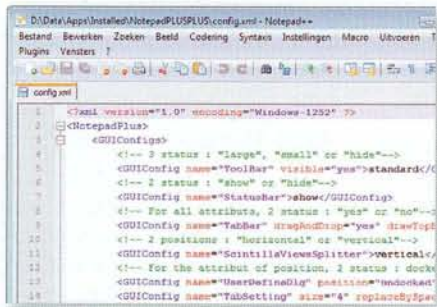 D:\Data\Apps\Installed\NotepadPLUSPLUS\config.xml - Notepad++
Bestand Bewerken Zoeken Beeld Codering Syntaxis Instellingen Macro Uitvoeren T
Plugins Vensters ?
config.xml
1 <?xml version="1.0" encoding="Windows-1252" ?>
2 <NotepadPlus>
3 <GUIConfigs>
4 <!-- 3 status : "large", "small" or "hide"-->
5 <GUIConfig name="ToolBar" visible="yes">standard</G
6 <!-- 2 status : "show" or "hide"-->
7 <GUIConfig name="StatusBar">show</GUIConfig>
8 <!-- For all attributs, 2 status : "yes" or "no"-->
9 <GUIConfig name="TabBar" dragAndDrop="yes" drawTopB
10 <!-- 2 positions : "horizontal" or "vertical"-->
11 <GUIConfig name="ScintillaViewsSplitter">vertical</
12 <!-- For the attribut of position, 2 status : docke
13 <GUIConfig name="UserDefineDlg" position="undocked"
14 <GUIConfig name="TabSetting" size="4" replaceBySpac